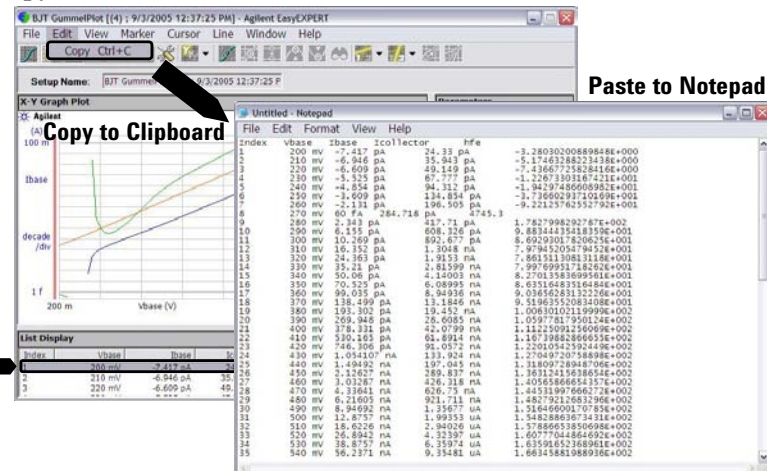 BJT GummelPlot [(4) ; 9/3/2005 12:37:25 PM] - Agilent EasyEXPERT
File Edit View Marker Cursor Line Window Help
Copy Ctrl+C
Setup Name: BJT Gummel 9/3/2005 12:37:25 P
X-Y Graph Plot
Agilent
(A)
100 m
Ibase
decade
/div
1 f
200 m
Vbase (V)
Copy to Clipboard
List Display
Index Vbase Ibase
1 200 mV -7.417 pA
2 210 mV -6.946 pA
3 220 mV -6.609 pA
Paste to Notepad
Untitled - Notepad
File Edit Format View Help
Index Vbase Ibase Icollector hfe
1 200 mV -7.417 pA 24.33 pA -3.28030200889848E+000
2 210 mV -6.946 pA 35.943 pA -5.17463288223438E+000
3 220 mV -6.609 pA 49.149 pA -7.43667725828416E+000
4 230 mV -5.525 pA 67.777 pA -1.22673303167421E+001
5 240 mV -4.854 pA 94.312 pA -1.94297486608982E+001
6 250 mV -3.609 pA 134.854 pA -3.73660293710169E+001
7 260 mV -2.131 pA 196.505 pA -9.22125762552792E+001
8 270 mV 60 fA 284.718 pA 4745.3
9 280 mV 2.343 pA 417.71 pA 1.7827998292787E+002
10 290 mV 6.155 pA 608.326 pA 9.88344435418359E+001
11 300 mV 10.269 pA 892.677 pA 8.69293017820625E+001
12 310 mV 16.352 pA 1.3048 nA 7.97945205479452E+001
13 320 mV 24.363 pA 1.9153 nA 7.86151130813118E+001
14 330 mV 35.21 pA 2.81599 nA 7.99769951718262E+001
15 340 mV 50.06 pA 4.14003 nA 8.27013583699561E+001
16 350 mV 70.525 pA 6.08995 nA 8.63516483516484E+001
17 360 mV 99.035 pA 8.94936 nA 9.03656283132226E+001
18 370 mV 138.499 pA 13.1846 nA 9.51963552083408E+001
19 380 mV 193.302 pA 19.452 nA 1.00630102119999E+002
20 390 mV 269.948 pA 28.6085 nA 1.05977817950124E+002
21 400 mV 378.331 pA 42.0799 nA 1.11225091256069E+002
22 410 mV 530.165 pA 61.8914 nA 1.16739882866655E+002
23 420 mV 746.306 pA 91.0572 nA 1.22010542592449E+002
24 430 mV 1.054107 nA 133.924 nA 1.27049720758898E+002
25 440 mV 1.49492 nA 197.045 nA 1.31809728948706E+002
26 450 mV 2.12627 nA 289.837 nA 1.36312415638654E+002
27 460 mV 3.03287 nA 426.318 nA 1.40565866654357E+002
28 470 mV 4.33641 nA 626.75 nA 1.44531997666272E+002
29 480 mV 6.21605 nA 921.711 nA 1.48279212683296E+002
30 490 mV 8.94692 nA 1.35677 uA 1.51646600170785E+002
31 500 mV 12.8757 nA 1.99353 uA 1.54828863673431E+002
32 510 mV 18.6226 nA 2.94026 uA 1.57886653850698E+002
33 520 mV 26.8942 nA 4.32397 uA 1.60777044864692E+002
34 530 mV 38.8757 nA 6.35974 uA 1.63591652368961E+002
35 540 mV 56.2371 nA 9.35481 uA 1.66345881988936E+002